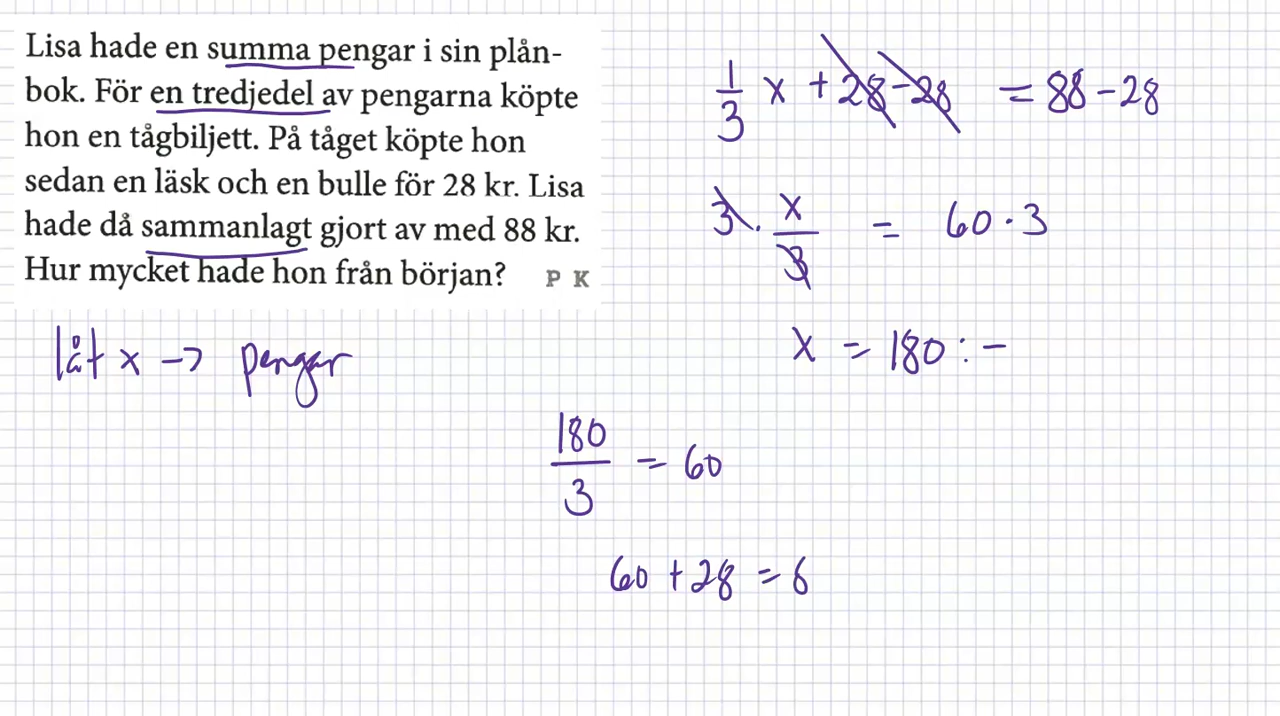 Lisa hade en summa pengar i sin plån-
bok. För en tredjedel av pengarna köpte
hon en tågbiljett. På tåget köpte hon
sedan en läsk och en bulle för 28 kr. Lisa
hade då sammanlagt gjort av med 88 kr.
Hur mycket hade hon från början? P K
låt x -> pengar
1/3 x + 28 - 28 = 88 - 28
3 · x/3 = 60 · 3
x = 180 :-
180/3 = 60
60 + 28 = 6